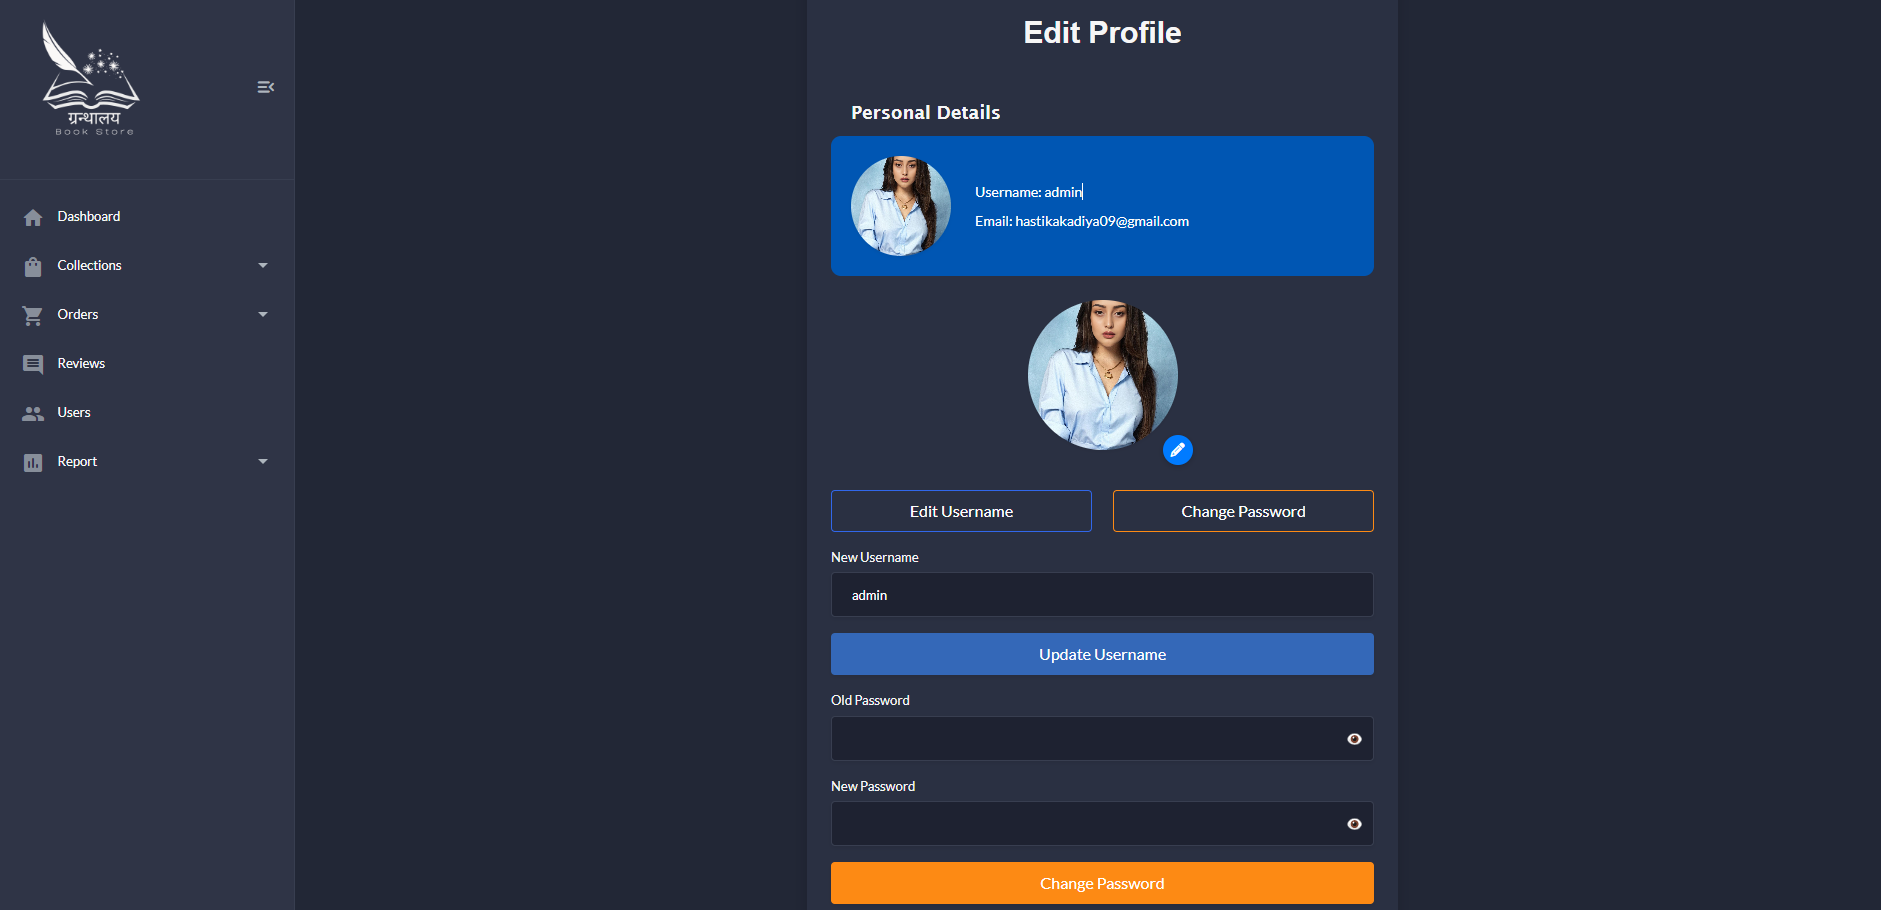 ग्रन्थालय
Book Store
Dashboard
Collections
Orders
Reviews
Users
Report
Edit Profile
Personal Details
Username: admin
Email: hastikakadiya09@gmail.com
Edit Username
Change Password
New Username
admin
Update Username
Old Password
New Password
Change Password